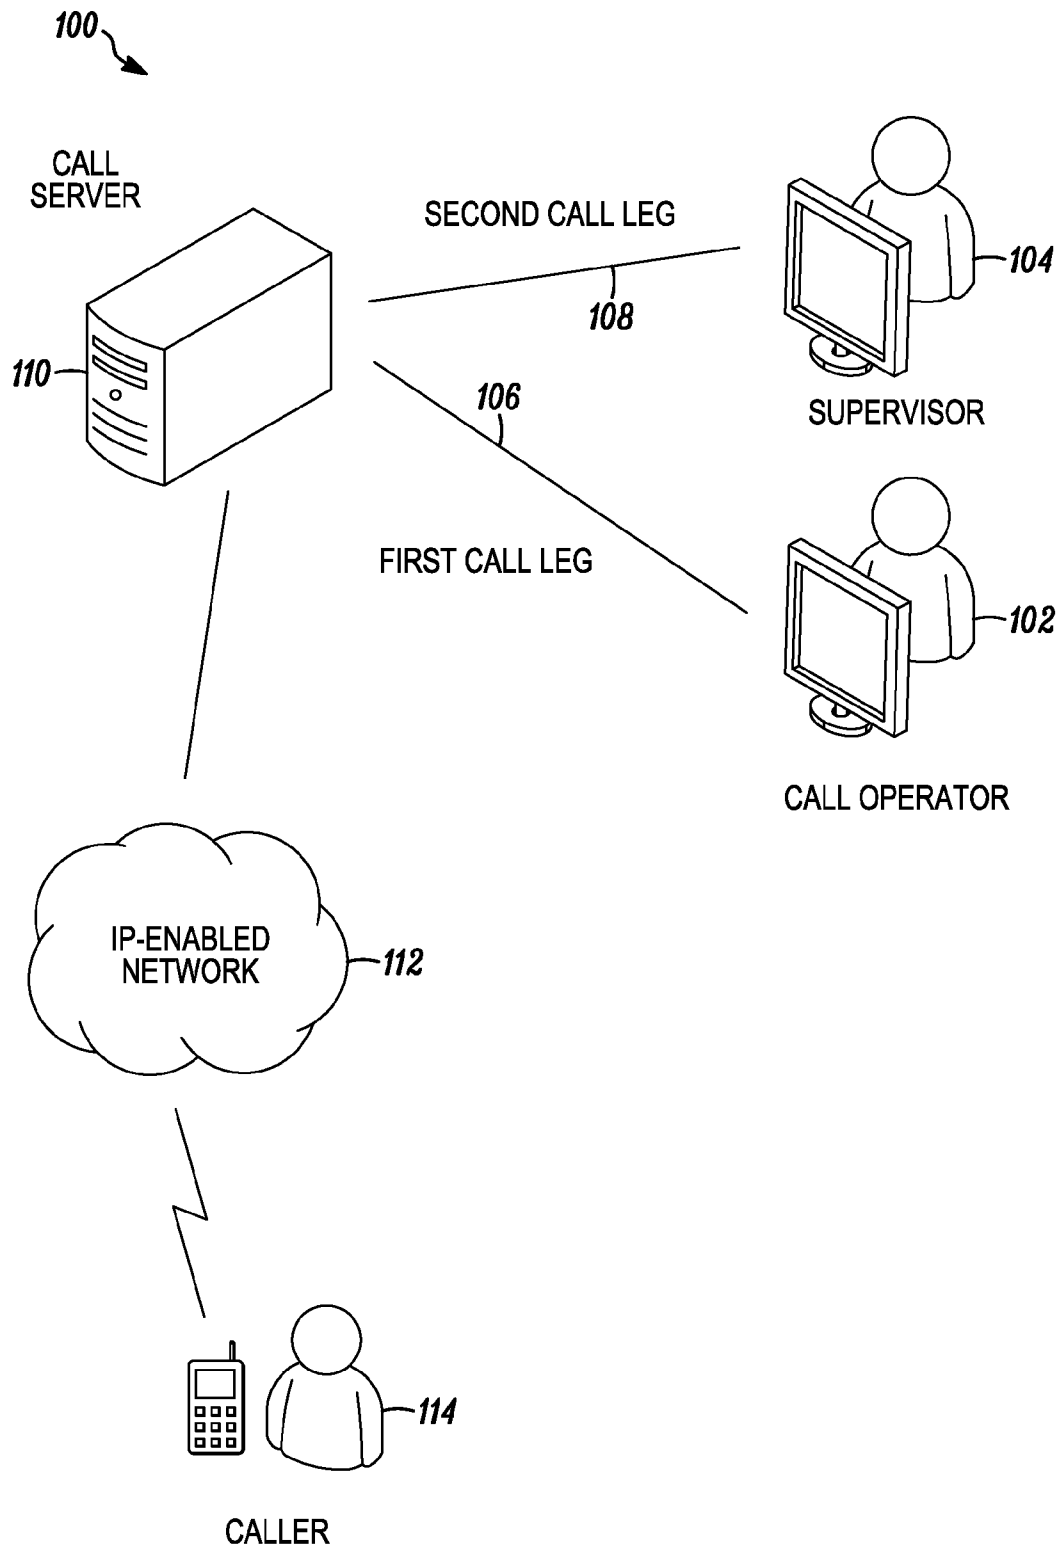 100
CALL
SERVER
SECOND CALL LEG
104
108
110
106
SUPERVISOR
FIRST CALL LEG
102
CALL OPERATOR
IP-ENABLED
NETWORK
112
114
CALLER